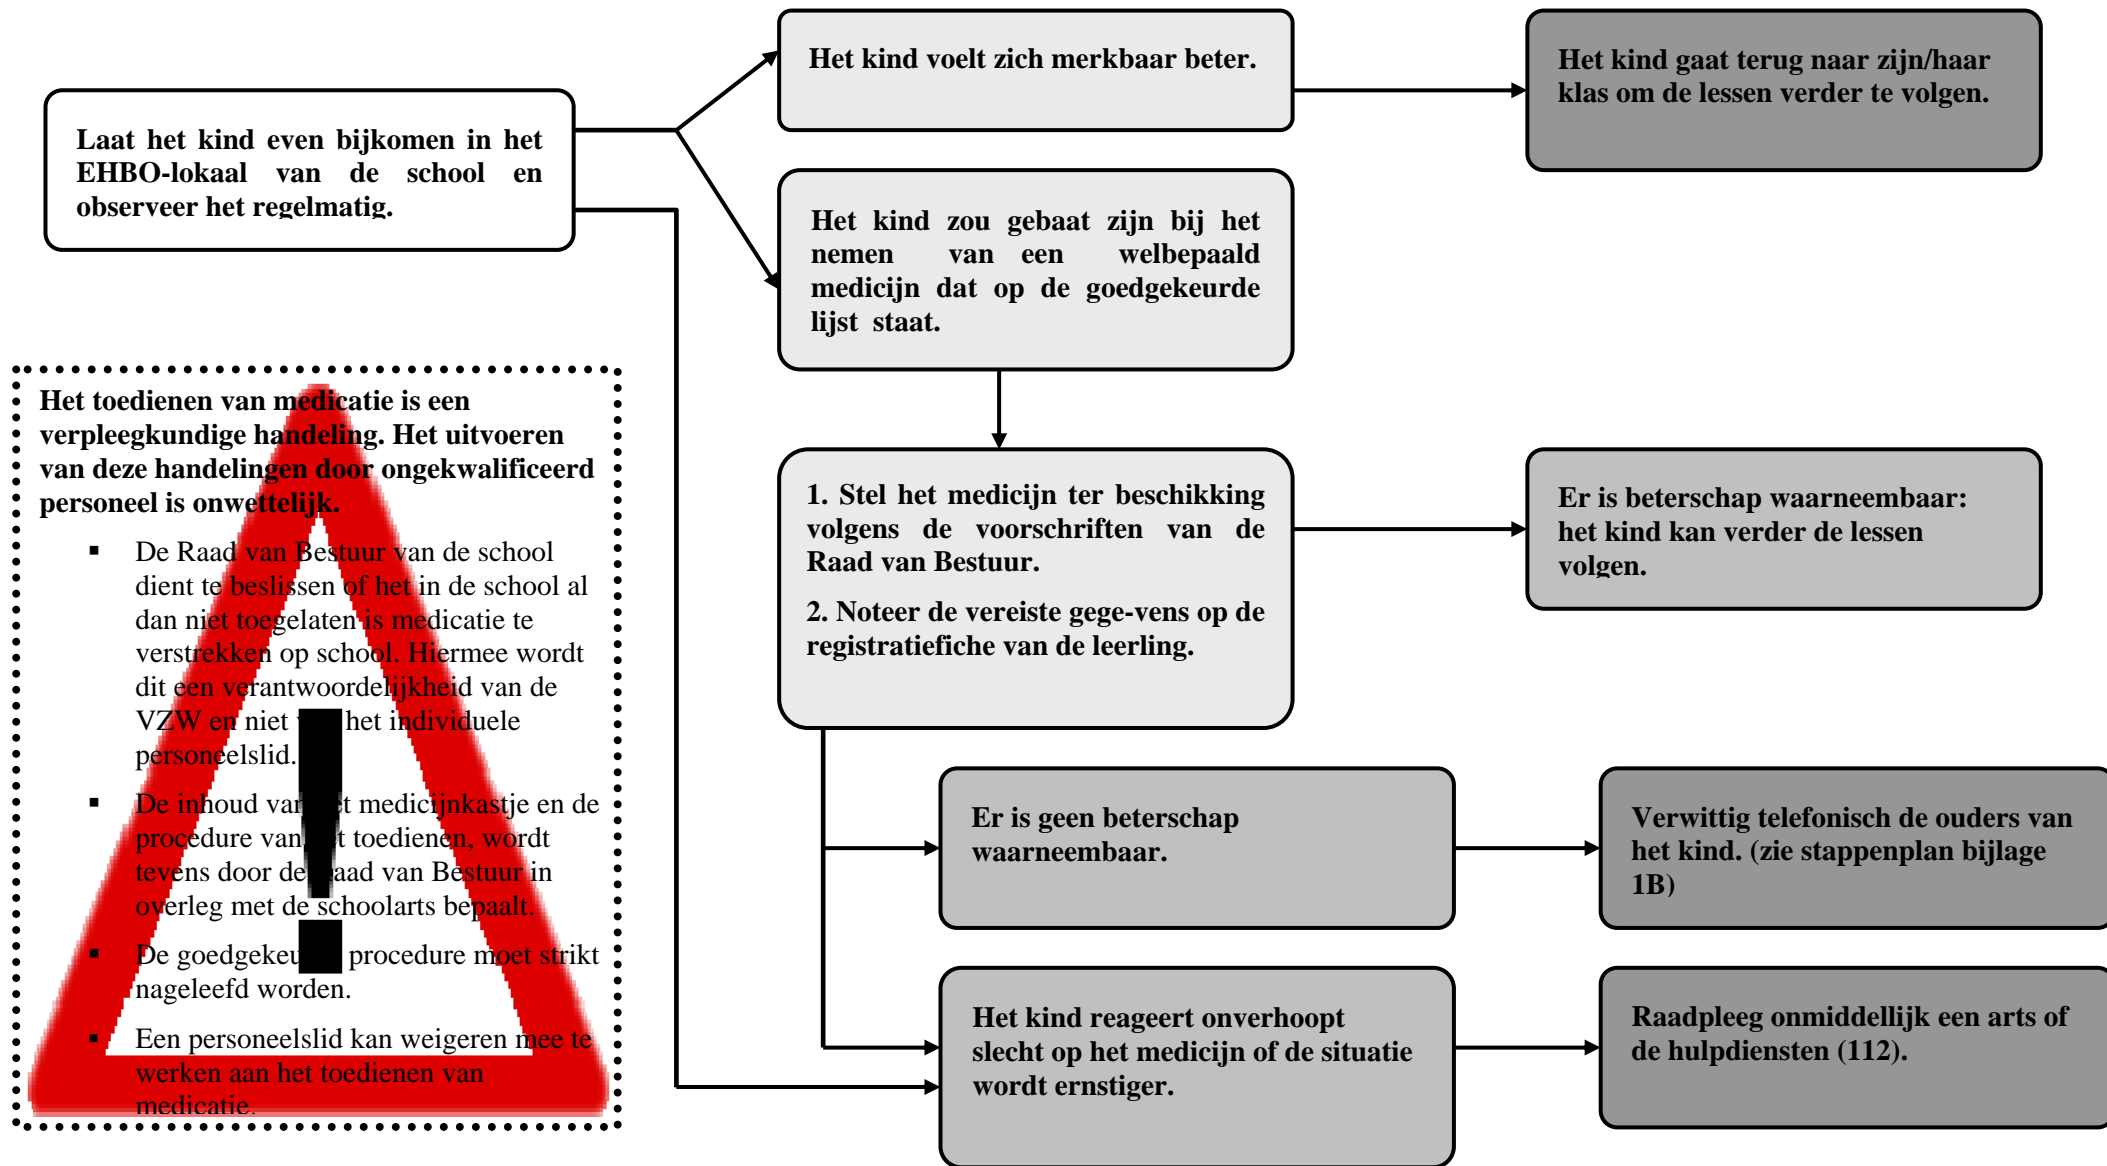 Het kind voelt zich merkbaar beter.
Het kind gaat terug naar zijn/haar
klas om de lessen verder te volgen.
Laat het kind even bijkomen in het
EHBO-lokaal van de school en
observeer het regelmatig.
Het kind zou gebaat zijn bij het
nemen van een welbepaald
medicijn dat op de goedgekeurde
lijst staat.
Het toedienen van medicatie is een
verpleegkundige handeling. Het uitvoeren
van deze handelingen door ongekwalificeerd
personeel is onwettelijk.
▪ De Raad van Bestuur van de school
dient te beslissen of het in de school al
dan niet toegelaten is medicatie te
verstrekken op school. Hiermee wordt
dit een verantwoordelijkheid van de
VZW en niet het individuele
personeelslid.
▪ De inhoud van het medicijnkastje en de
procedure van het toedienen, wordt
tevens door de Raad van Bestuur in
overleg met de schoolarts bepaalt.
▪ De goedgekeurde procedure moet strikt
nageleefd worden.
▪ Een personeelslid kan weigeren mee te
werken aan het toedienen van
medicatie.
1. Stel het medicijn ter beschikking
volgens de voorschriften van de
Raad van Bestuur.
2. Noteer de vereiste gege-vens op de
registratiefiche van de leerling.
Er is beterschap waarneembaar:
het kind kan verder de lessen
volgen.
Er is geen beterschap
waarneembaar.
Verwittig telefonisch de ouders van
het kind. (zie stappenplan bijlage
1B)
Het kind reageert onverhoopt
slecht op het medicijn of de situatie
wordt ernstiger.
Raadpleeg onmiddellijk een arts of
de hulpdiensten (112).